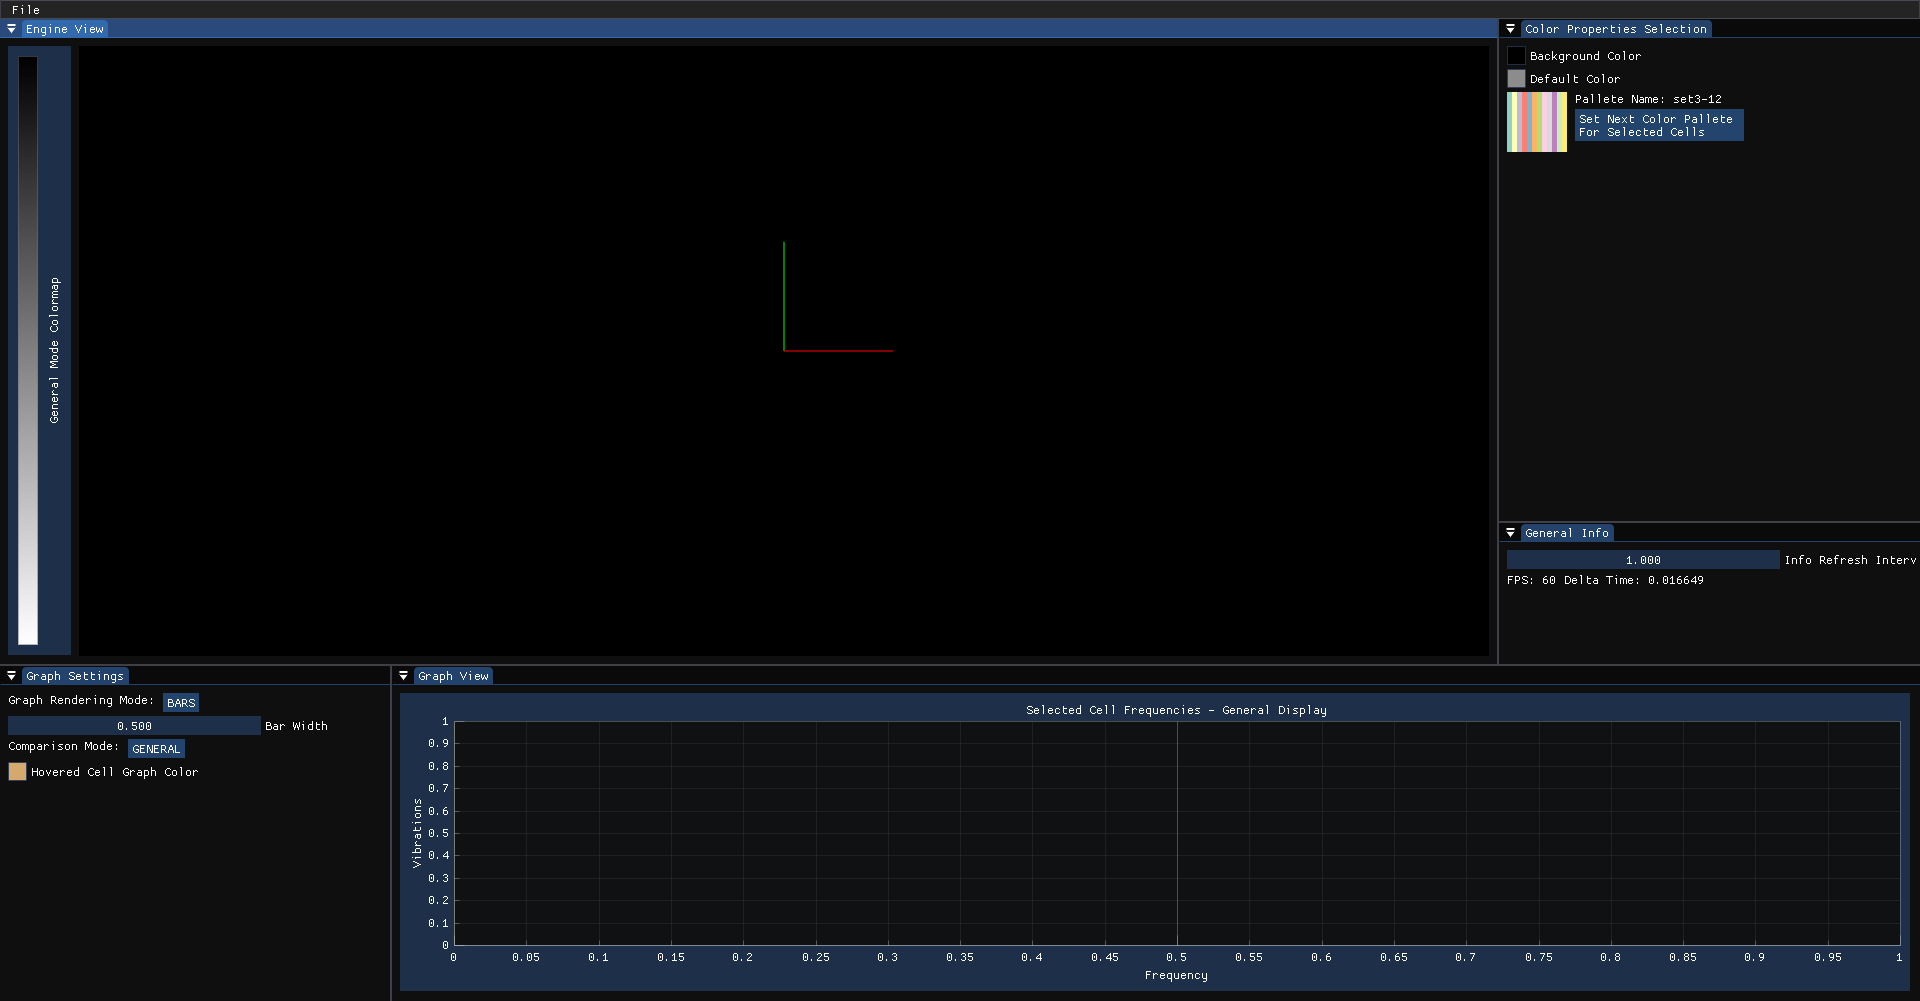 File
Engine View
General Mode Colormap
Color Properties Selection
Background Color
Default Color
Pallete Name: set3-12
Set Next Color Pallete
For Selected Cells
General Info
1.000 Info Refresh Interv
FPS: 60 Delta Time: 0.016649
Graph Settings
Graph Rendering Mode: BARS
0.500 Bar Width
Comparison Mode: GENERAL
Hovered Cell Graph Color
Graph View
Selected Cell Frequencies - General Display
Vibrations
1
0.9
0.8
0.7
0.6
0.5
0.4
0.3
0.2
0.1
0
0 0.05 0.1 0.15 0.2 0.25 0.3 0.35 0.4 0.45 0.5 0.55 0.6 0.65 0.7 0.75 0.8 0.85 0.9 0.95 1
Frequency